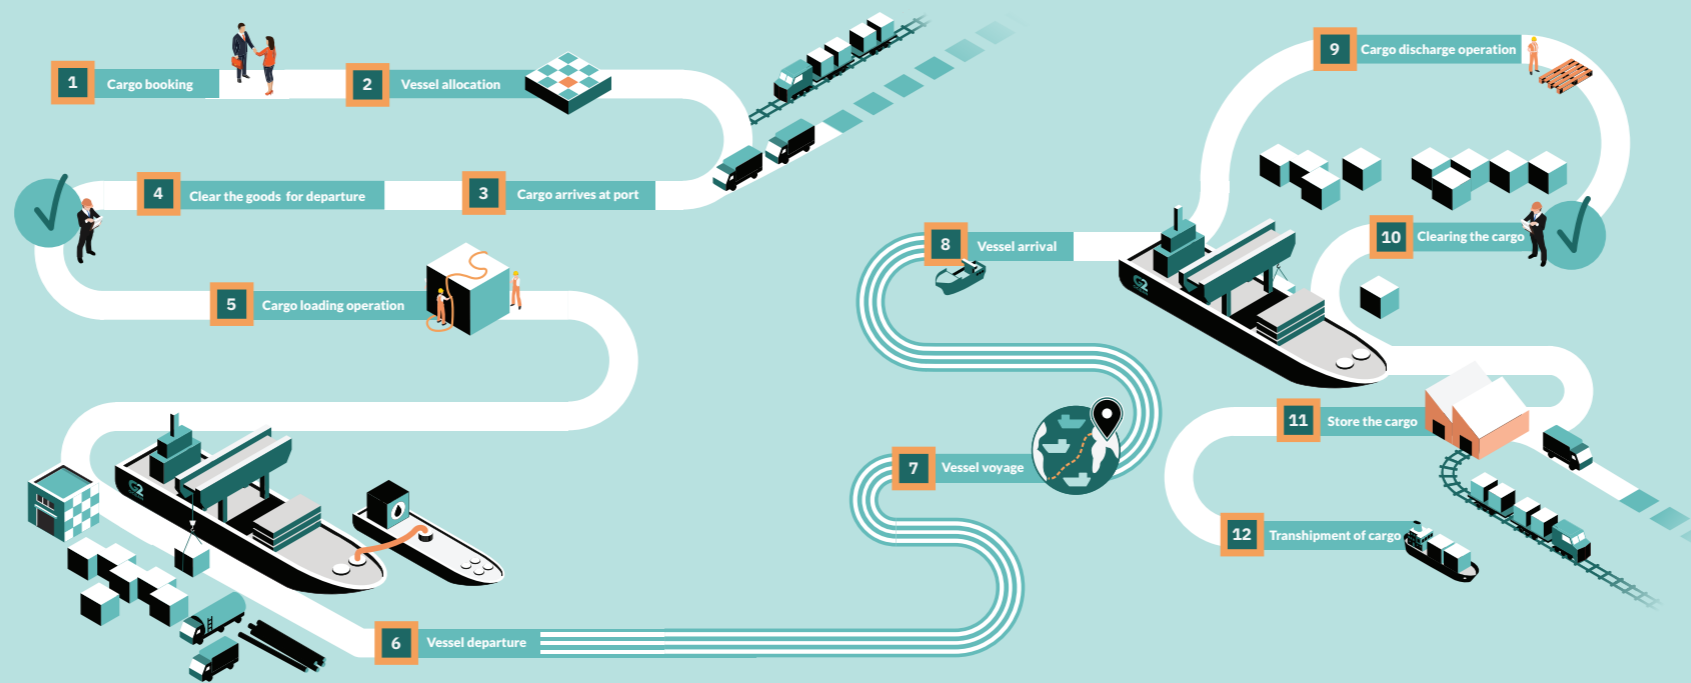 1 Cargo booking
2 Vessel allocation
3 Cargo arrives at port
4 Clear the goods for departure
5 Cargo loading operation
6 Vessel departure
7 Vessel voyage
8 Vessel arrival
9 Cargo discharge operation
10 Clearing the cargo
11 Store the cargo
12 Transhipment of cargo
G2
G2